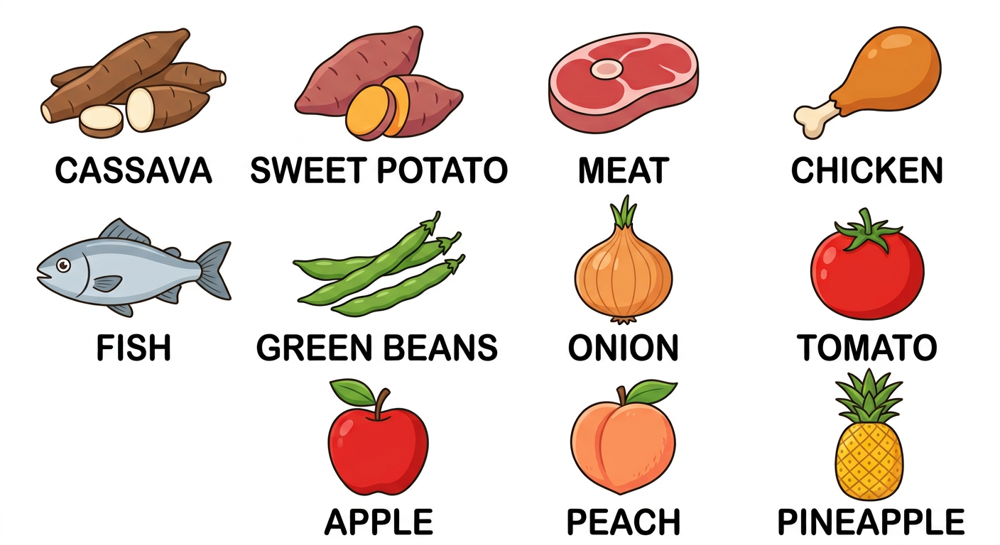 CASSAVA SWEET POTATO MEAT CHICKEN
FISH GREEN BEANS ONION TOMATO
APPLE PEACH PINEAPPLE